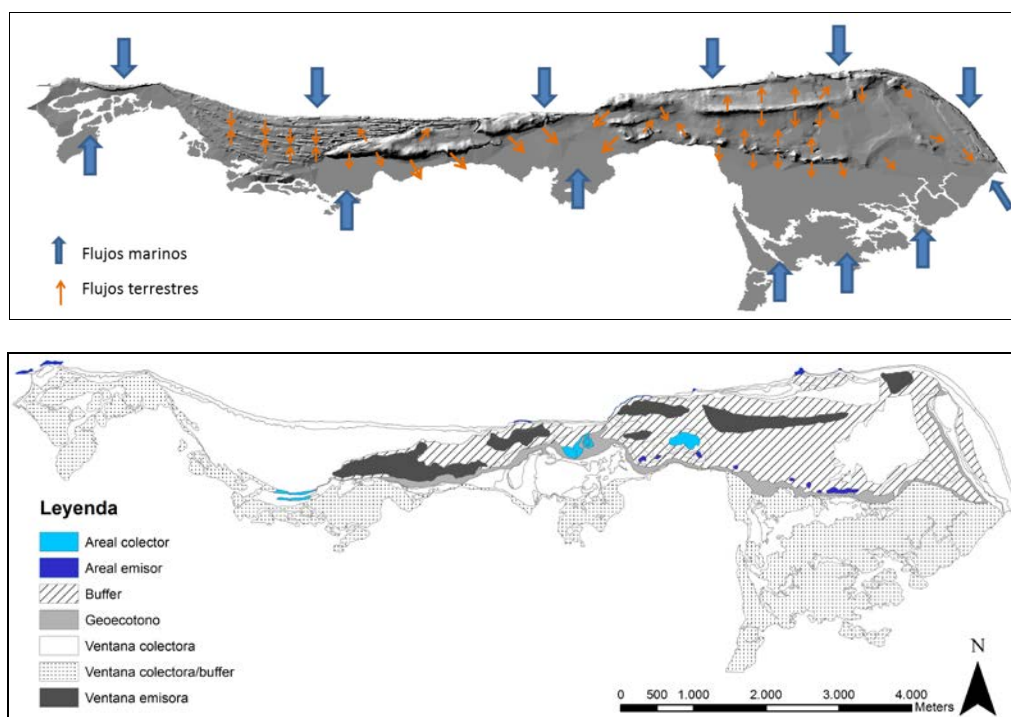 Flujos marinos
Flujos terrestres
Leyenda
Areal colector
Areal emisor
Buffer
Geoecotono
Ventana colectora
Ventana colectora/buffer
Ventana emisora
N
0 500 1.000 2.000 3.000 4.000
Meters